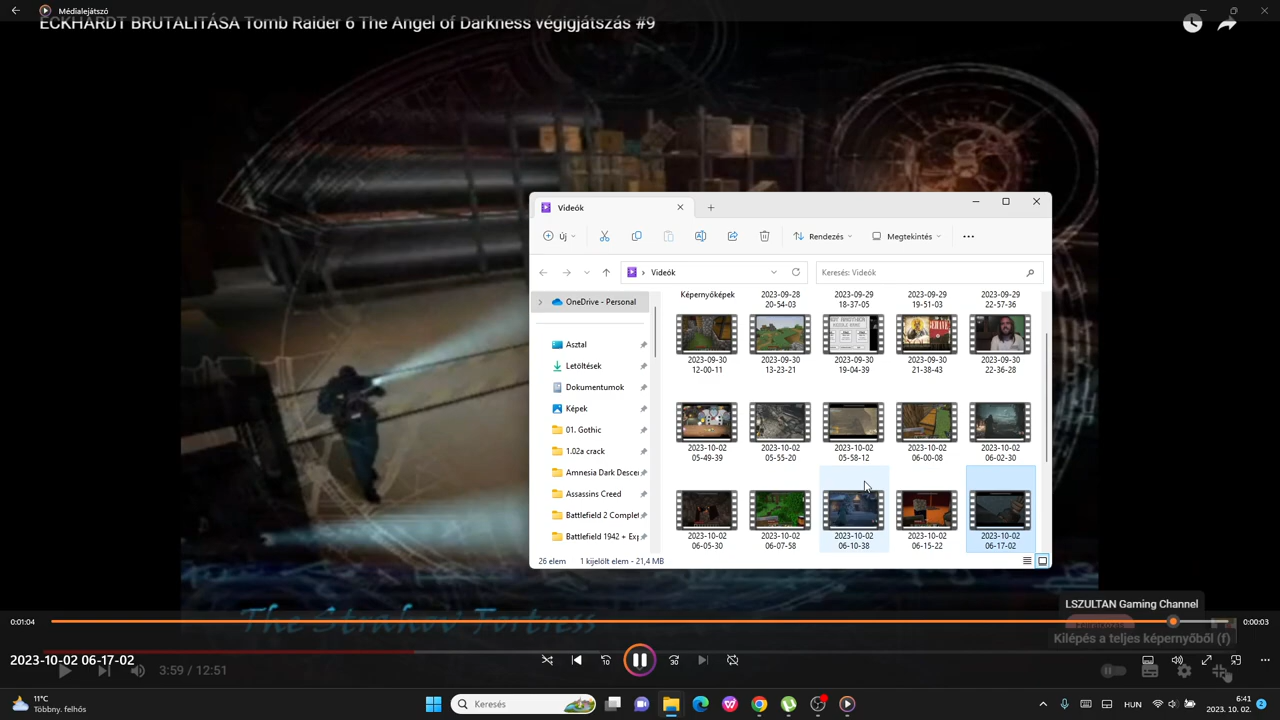 Médialejátszó
ECKHARDT BRUTALITÁSA Tomb Raider 6 The Angel of Darkness végigjátszás #9
Videók
Új
Rendezés
Megtekintés
Videók
Keresés: Videók
OneDrive - Personal
Asztal
Letöltések
Dokumentumok
Képek
01. Gothic
1.02a crack
Amnesia Dark Descer
Assassins Creed
Battlefield 2 Complet
Battlefield 1942 + Exp
Képernyőképek
2023-09-28 20-54-03
2023-09-29 18-37-05
2023-09-29 19-51-03
2023-09-29 22-57-36
2023-09-30 12-00-11
2023-09-30 13-23-21
2023-09-30 19-04-39
2023-09-30 21-38-43
2023-09-30 22-36-28
2023-10-02 05-49-39
2023-10-02 05-55-20
2023-10-02 05-58-12
2023-10-02 06-00-08
2023-10-02 06-02-30
2023-10-02 06-05-30
2023-10-02 06-07-58
2023-10-02 06-10-38
2023-10-02 06-15-22
2023-10-02 06-17-02
26 elem
1 kijelölt elem - 21,4 MB
LSZULTAN Gaming Channel
The Strahov Fortress
0:01:04
0:00:03
Kilépés a teljes képernyőből (f)
2023-10-02 06-17-02
10
30
3:59 / 12:51
11°C
Többny. felhős
Keresés
HUN
6:41
2023. 10. 02.
2